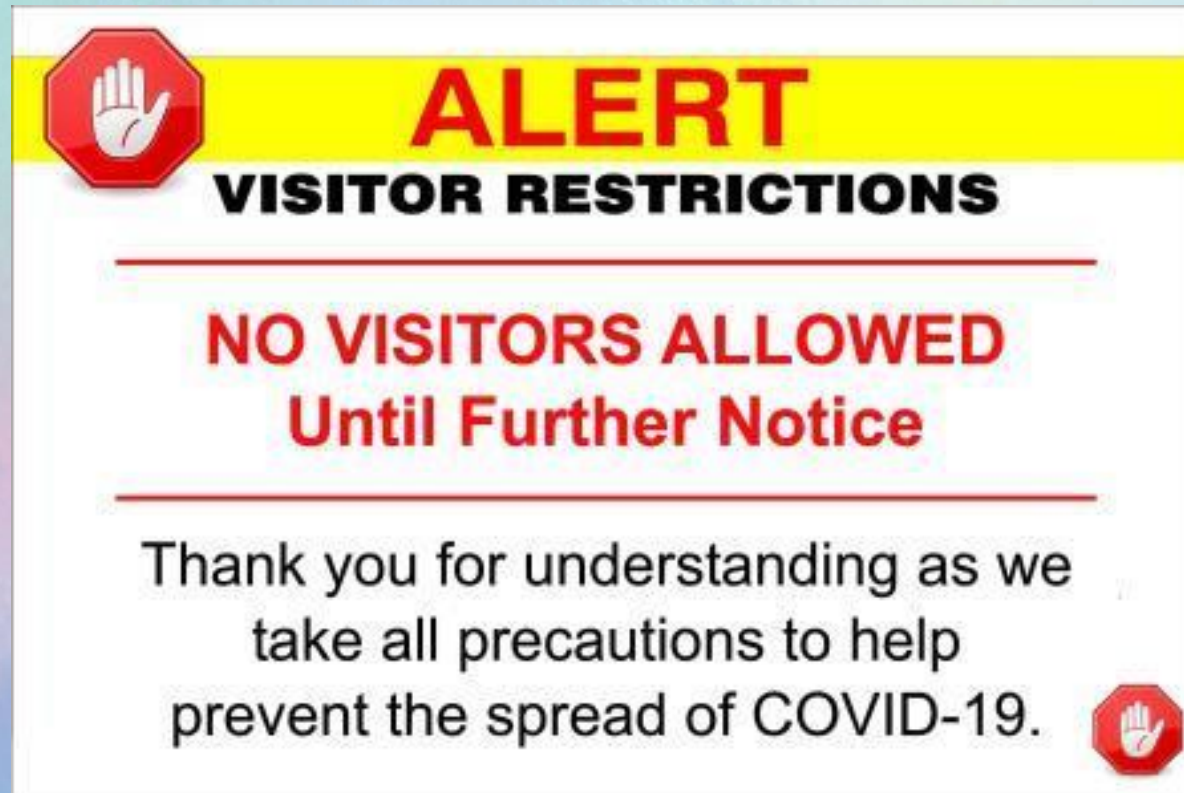 ALERT
VISITOR RESTRICTIONS
NO VISITORS ALLOWED
Until Further Notice
Thank you for understanding as we
take all precautions to help
prevent the spread of COVID-19.